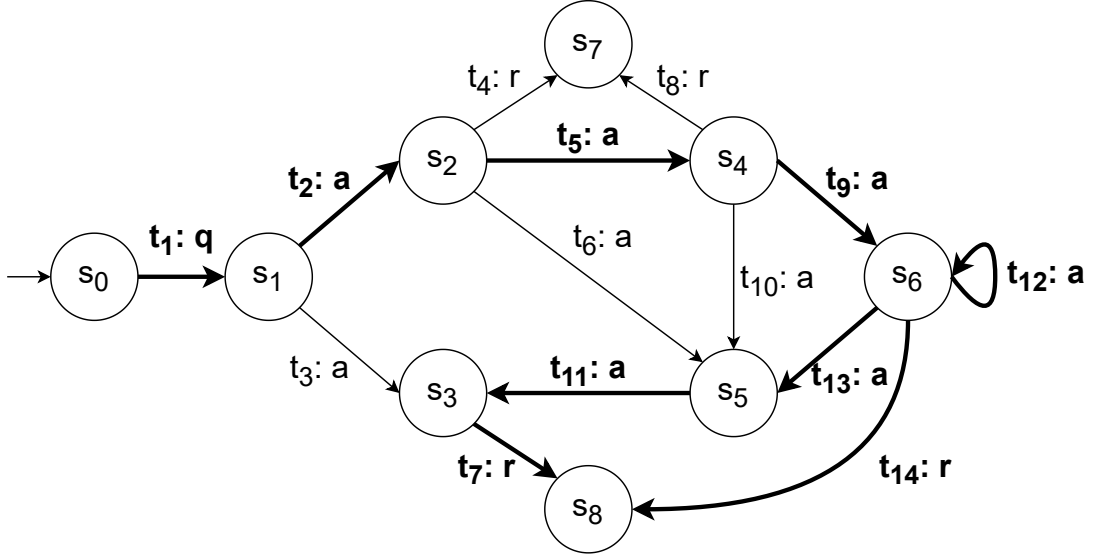 s7
t4: r
t8: r
s2
t5: a
s4
t2: a
t9: a
t1: q
t6: a
s0
s1
s6
t12: a
t10: a
t3: a
t11: a
t13: a
s3
s5
t7: r
t14: r
s8